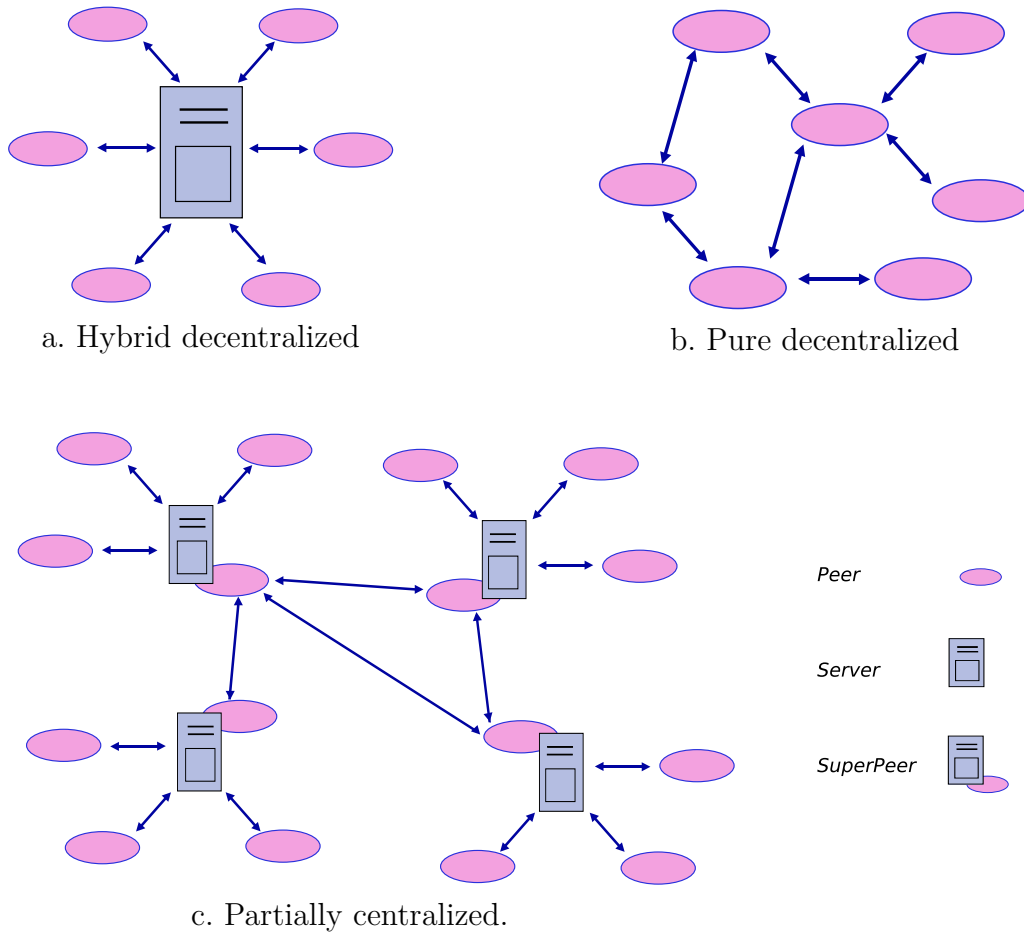 a. Hybrid decentralized
b. Pure decentralized
Peer
Server
SuperPeer
c. Partially centralized.